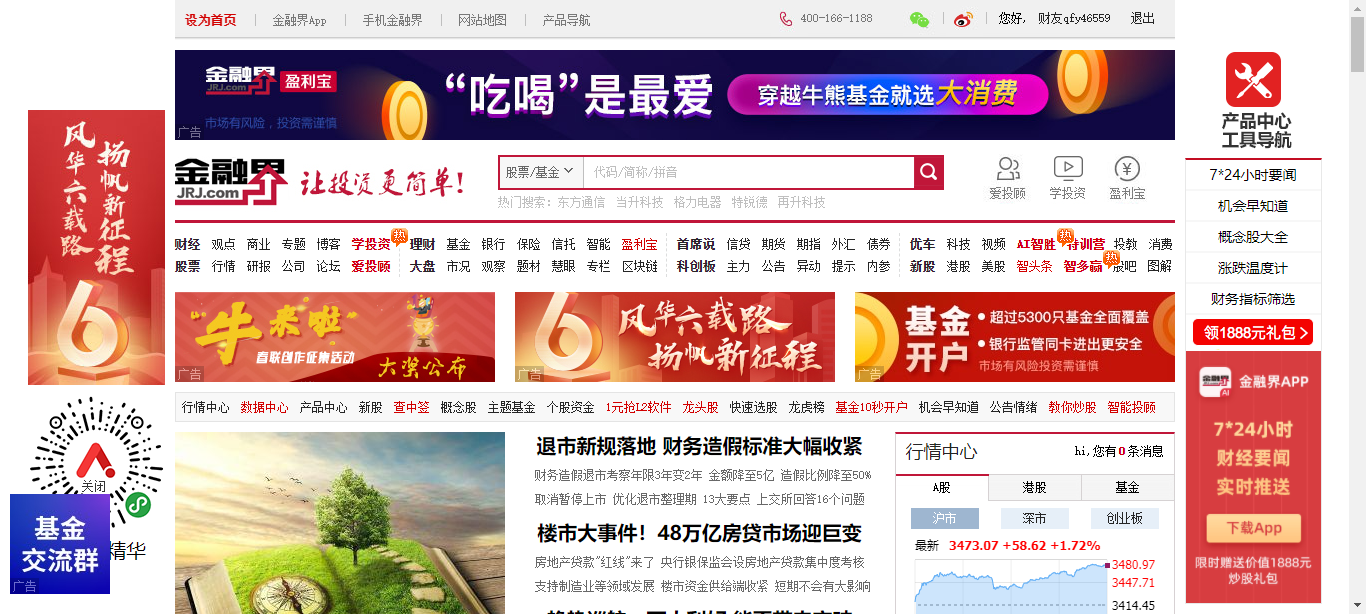 设为首页 金融界App 手机金融界 网站地图 产品导航 400-166-1188 您好, 财友qfy46559 退出
金融界 JRJ.com 盈利宝
市场有风险，投资需谨慎
“吃喝”是最爱 穿越牛熊基金就选大消费
广告
金融界 JRJ.com 让投资更简单!
股票/基金 代码/简称/拼音
热门搜索: 东方通信 当升科技 格力电器 特锐德 再升科技
爱投顾 学投资 盈利宝
财经 观点 商业 专题 博客 学投资 热 理财 基金 银行 保险 信托 智能 盈利宝 首席说 信贷 期货 期指 外汇 债券 优车 科技 视频 AI智胜 热 特训营 投教 消费
股票 行情 研报 公司 论坛 爱投顾 大盘 市况 观察 题材 慧眼 专栏 区块链 科创板 主力 公告 异动 提示 内参 新股 港股 美股 智头条 智多赢 热 股吧 图解
“牛来啦”
直联创作征集活动
大奖公布
广告
6 风华六载路
扬帆新征程
广告
基金开户
• 超过5300只基金全面覆盖
• 银行监管同卡进出更安全
市场有风险投资需谨慎
广告
行情中心 数据中心 产品中心 新股 查中签 概念股 主题基金 个股资金 1元抢L2软件 龙头股 快速选股 龙虎榜 基金10秒开户 机会早知道 公告情绪 教你炒股 智能投顾
退市新规落地 财务造假标准大幅收紧
财务造假退市考察年限3年变2年 金额降至5亿 造假比例降至50%
取消暂停上市 优化退市整理期 13大要点 上交所回答16个问题
楼市大事件！48万亿房贷市场迎巨变
房地产贷款"红线"来了 央行银保监会设房地产贷款集中度考核
支持制造业等领域发展 楼市资金供给端收紧 短期不会有大影响
行情中心 hi,您有0条消息
A股 港股 基金
沪市 深市 创业板
最新 3473.07 +58.62 +1.72%
3480.97
3447.71
3414.45
风华六载路
扬帆新征程
6
关闭
基金
交流群
精华
广告
产品中心
工具导航
7*24小时要闻
机会早知道
概念股大全
涨跌温度计
财务指标筛选
领1888元礼包 >
金融界 AI 金融界APP
7*24小时
财经要闻
实时推送
下载App
限时赠送价值1888元
炒股礼包